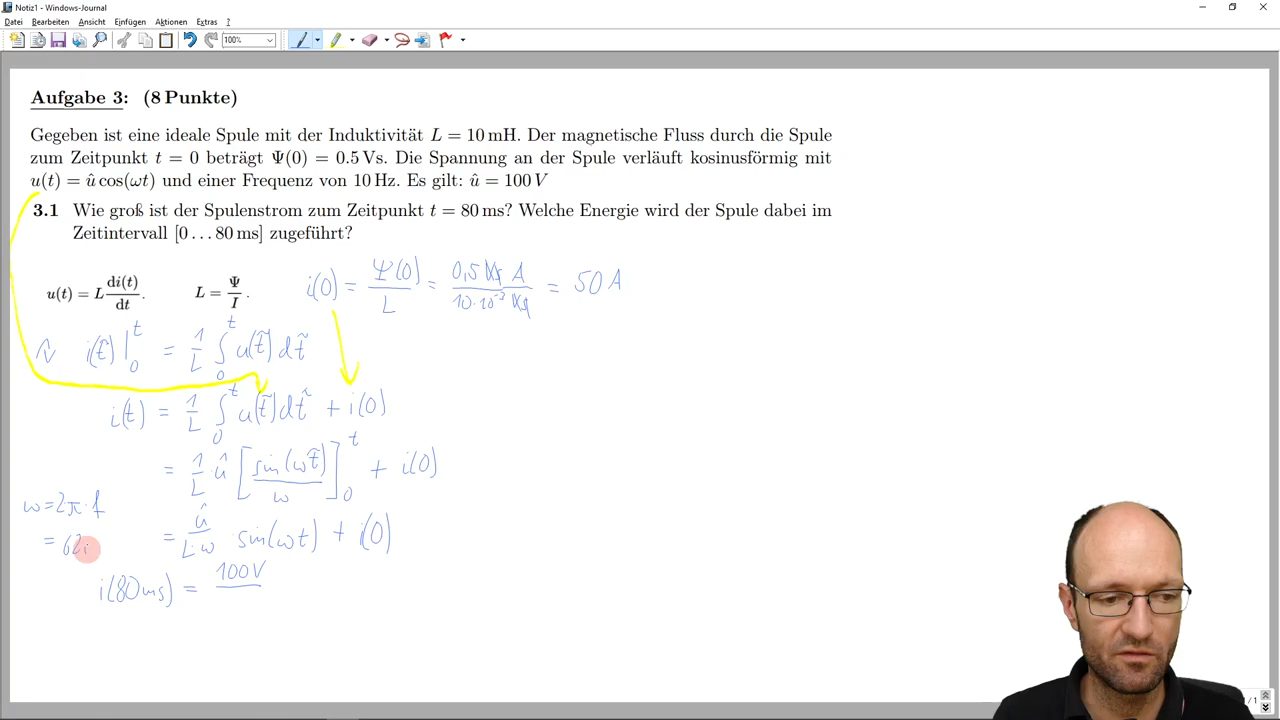 Notiz1 - Windows-Journal
Datei Bearbeiten Ansicht Einfügen Aktionen Extras ?
100%
Aufgabe 3: (8 Punkte)
Gegeben ist eine ideale Spule mit der Induktivität L = 10 mH. Der magnetische Fluss durch die Spule
zum Zeitpunkt t = 0 beträgt Ψ(0) = 0.5 Vs. Die Spannung an der Spule verläuft kosinusförmig mit
u(t) = û cos(ωt) und einer Frequenz von 10 Hz. Es gilt: û = 100 V
3.1 Wie groß ist der Spulenstrom zum Zeitpunkt t = 80 ms? Welche Energie wird der Spule dabei im
Zeitintervall [0 . . . 80 ms] zugeführt?
u(t) = L di(t)/dt. L = Ψ/I. i(0) = Ψ(0)/L = 0,5 Vs A / 10·10⁻³ Vs = 50 A
i(t̃)|₀ᵗ = 1/L ∫₀ᵗ u(t̃) dt̃
i(t) = 1/L ∫₀ᵗ u(t̃) dt̃ + i(0)
= 1/L · û [sin(ωt̃)/ω]₀ᵗ + i(0)
ω = 2π · f
= û/(L·ω) sin(ωt) + i(0)
= 62,
i(80ms) = 100V
1/1